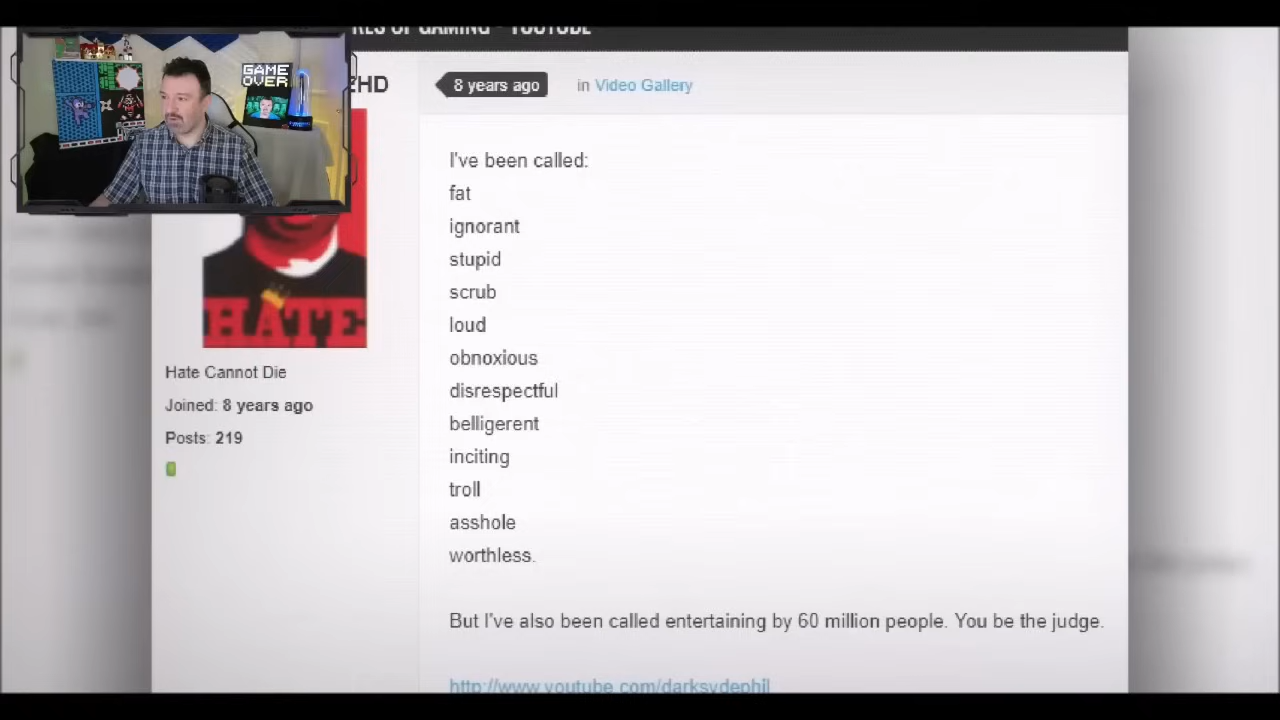 RES OF GAMING - YOUTUBE
GAME
OVER
ZHD
8 years ago
in Video Gallery
I've been called:
fat
ignorant
stupid
scrub
loud
obnoxious
disrespectful
belligerent
inciting
troll
asshole
worthless.
But I've also been called entertaining by 60 million people. You be the judge.
http://www.youtube.com/darksydephil
HATE
Hate Cannot Die
Joined: 8 years ago
Posts: 219